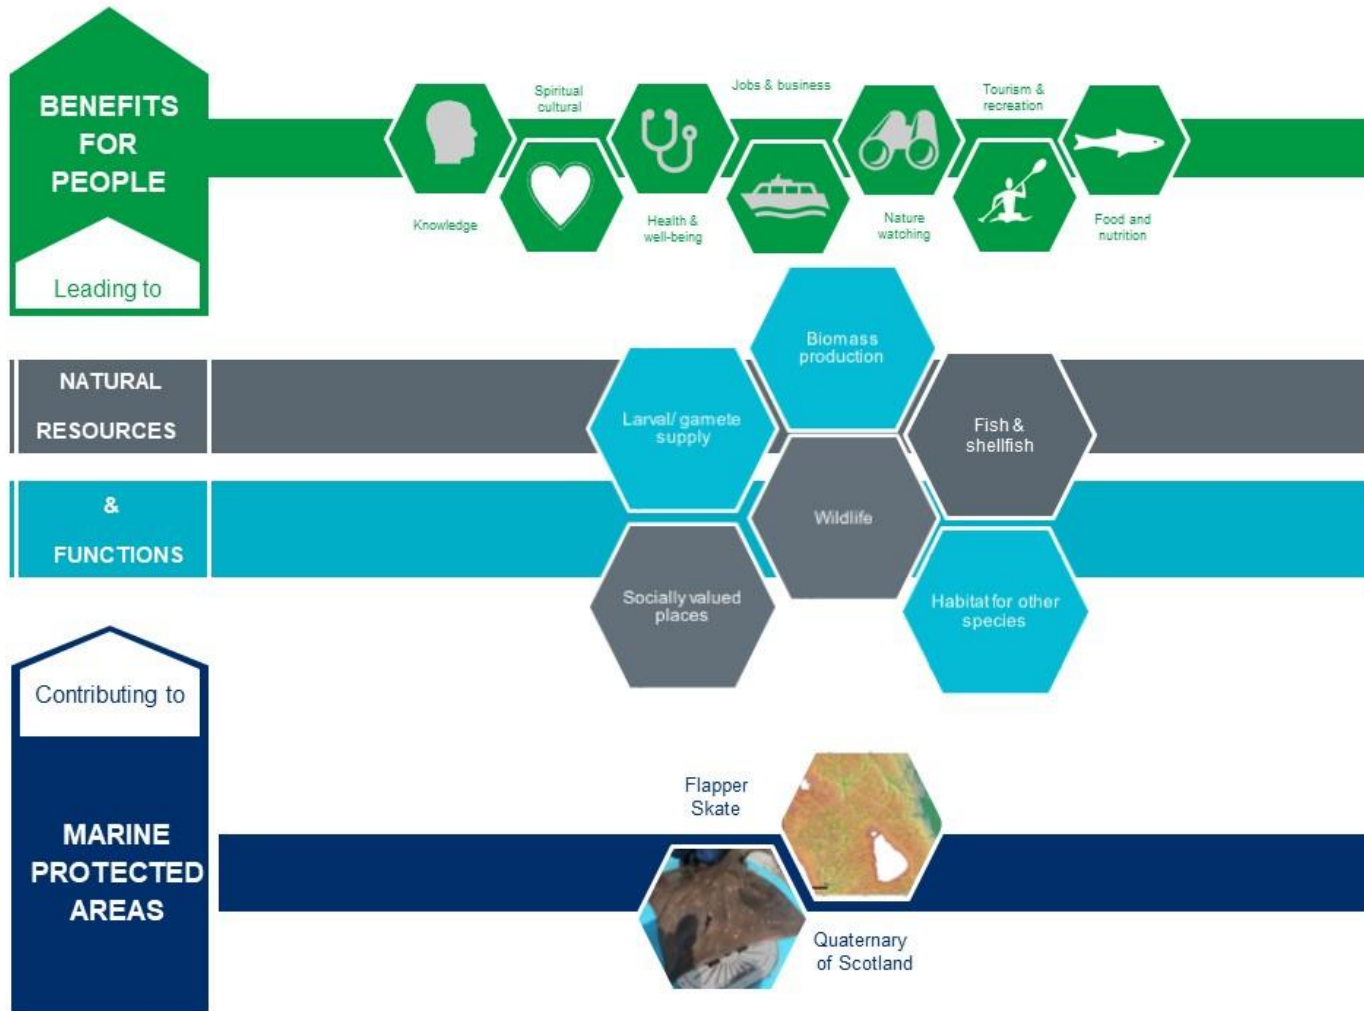 BENEFITS
FOR
PEOPLE
Leading to
Knowledge
Spiritual
cultural
Health &
well-being
Jobs & business
Nature
watching
Tourism &
recreation
Food and
nutrition
NATURAL
RESOURCES
&
FUNCTIONS
Biomass
production
Larval/ gamete
supply
Fish &
shellfish
Wildlife
Socially valued
places
Habitat for other
species
Contributing to
MARINE
PROTECTED
AREAS
Flapper
Skate
Quaternary
of Scotland